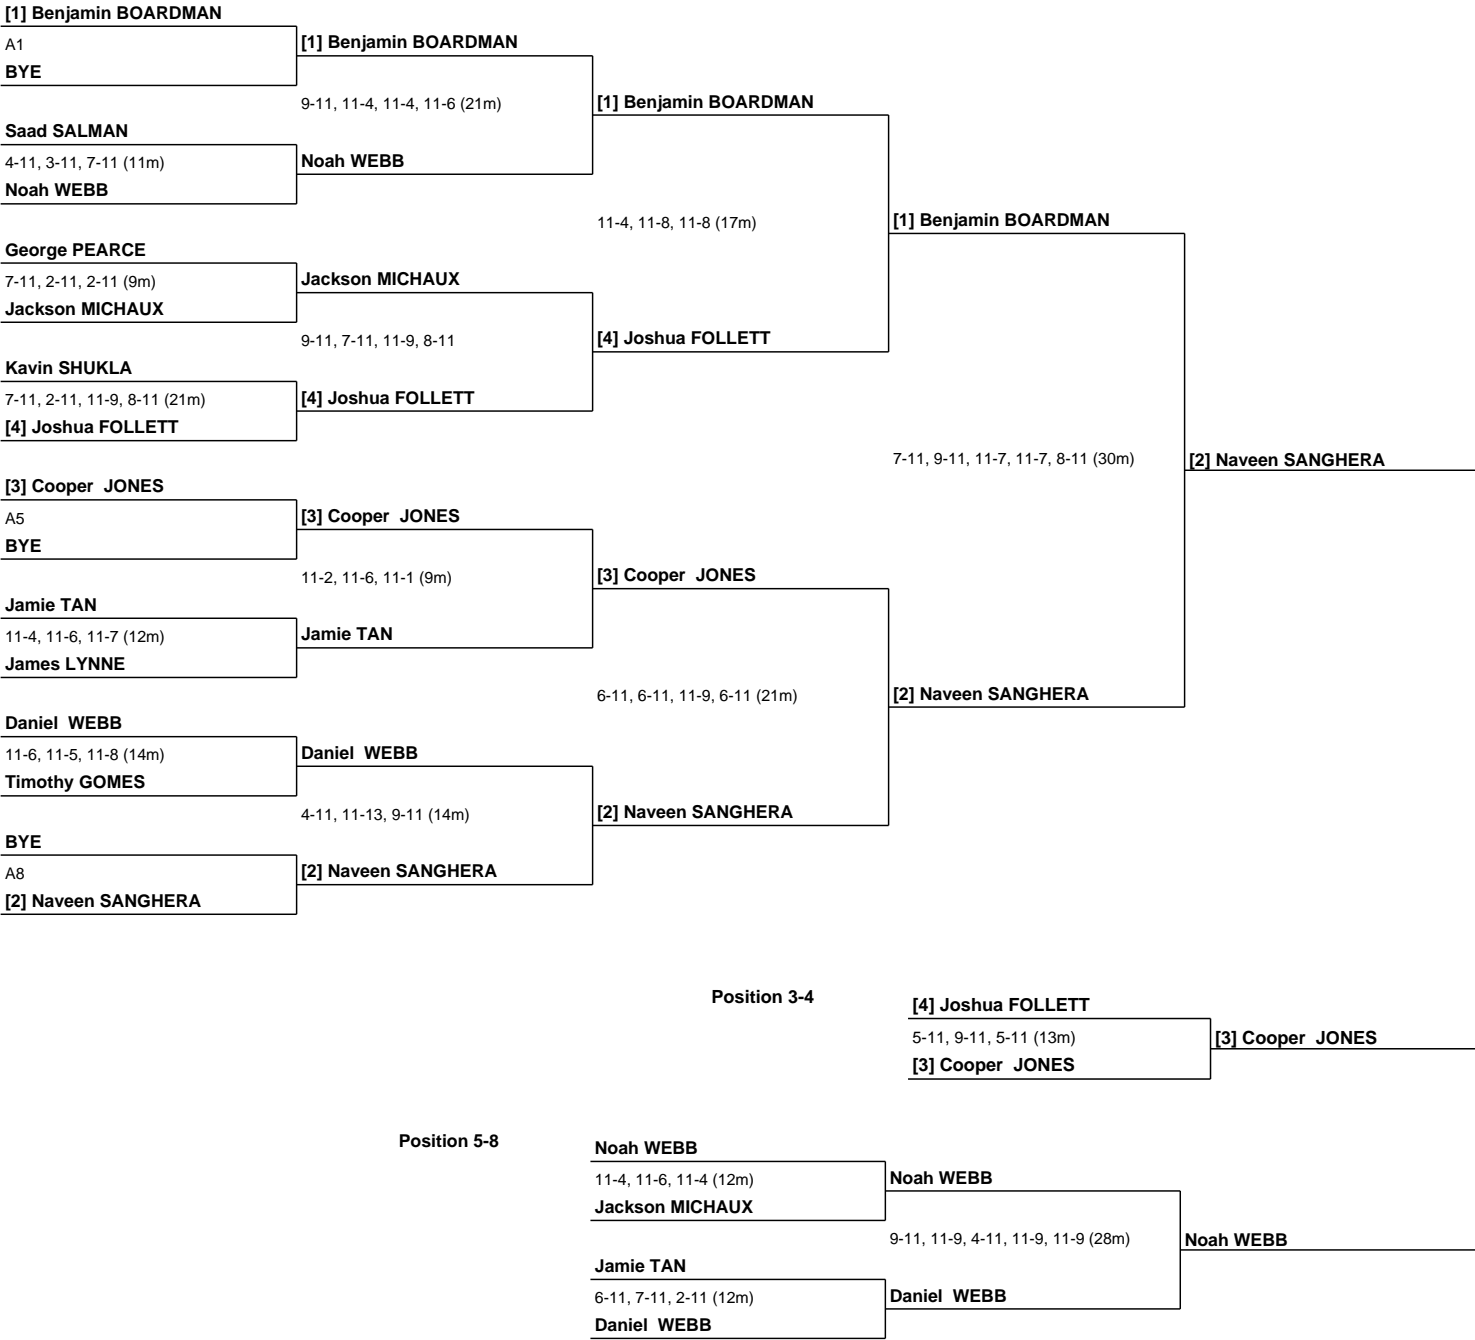 [1] Benjamin BOARDMAN
A1
[1] Benjamin BOARDMAN
BYE
9-11, 11-4, 11-4, 11-6 (21m)
[1] Benjamin BOARDMAN
Saad SALMAN
4-11, 3-11, 7-11 (11m)
Noah WEBB
Noah WEBB
11-4, 11-8, 11-8 (17m)
[1] Benjamin BOARDMAN
George PEARCE
7-11, 2-11, 2-11 (9m)
Jackson MICHAUX
Jackson MICHAUX
9-11, 7-11, 11-9, 8-11
[4] Joshua FOLLETT
Kavin SHUKLA
7-11, 2-11, 11-9, 8-11 (21m)
[4] Joshua FOLLETT
[4] Joshua FOLLETT
7-11, 9-11, 11-7, 11-7, 8-11 (30m)
[2] Naveen SANGHERA
[3] Cooper JONES
A5
[3] Cooper JONES
BYE
11-2, 11-6, 11-1 (9m)
[3] Cooper JONES
Jamie TAN
11-4, 11-6, 11-7 (12m)
Jamie TAN
James LYNNE
6-11, 6-11, 11-9, 6-11 (21m)
[2] Naveen SANGHERA
Daniel WEBB
11-6, 11-5, 11-8 (14m)
Daniel WEBB
Timothy GOMES
4-11, 11-13, 9-11 (14m)
[2] Naveen SANGHERA
BYE
A8
[2] Naveen SANGHERA
[2] Naveen SANGHERA
Position 3-4
[4] Joshua FOLLETT
5-11, 9-11, 5-11 (13m)
[3] Cooper JONES
[3] Cooper JONES
Position 5-8
Noah WEBB
11-4, 11-6, 11-4 (12m)
Noah WEBB
Jackson MICHAUX
9-11, 11-9, 4-11, 11-9, 11-9 (28m)
Noah WEBB
Jamie TAN
6-11, 7-11, 2-11 (12m)
Daniel WEBB
Daniel WEBB